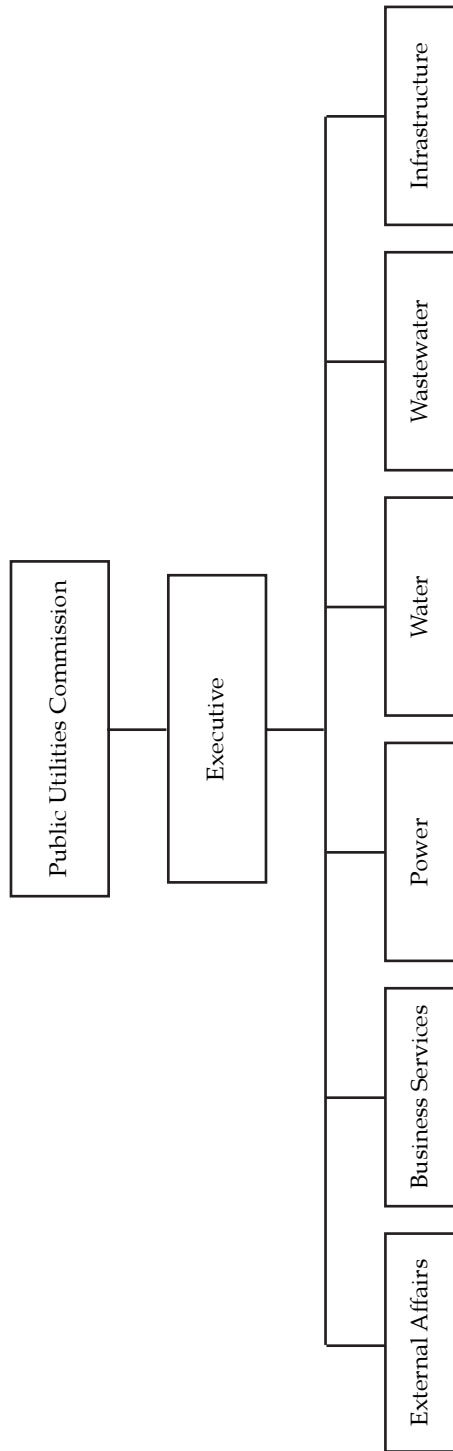 Public Utilities Commission
Executive
External Affairs
Business Services
Power
Water
Wastewater
Infrastructure